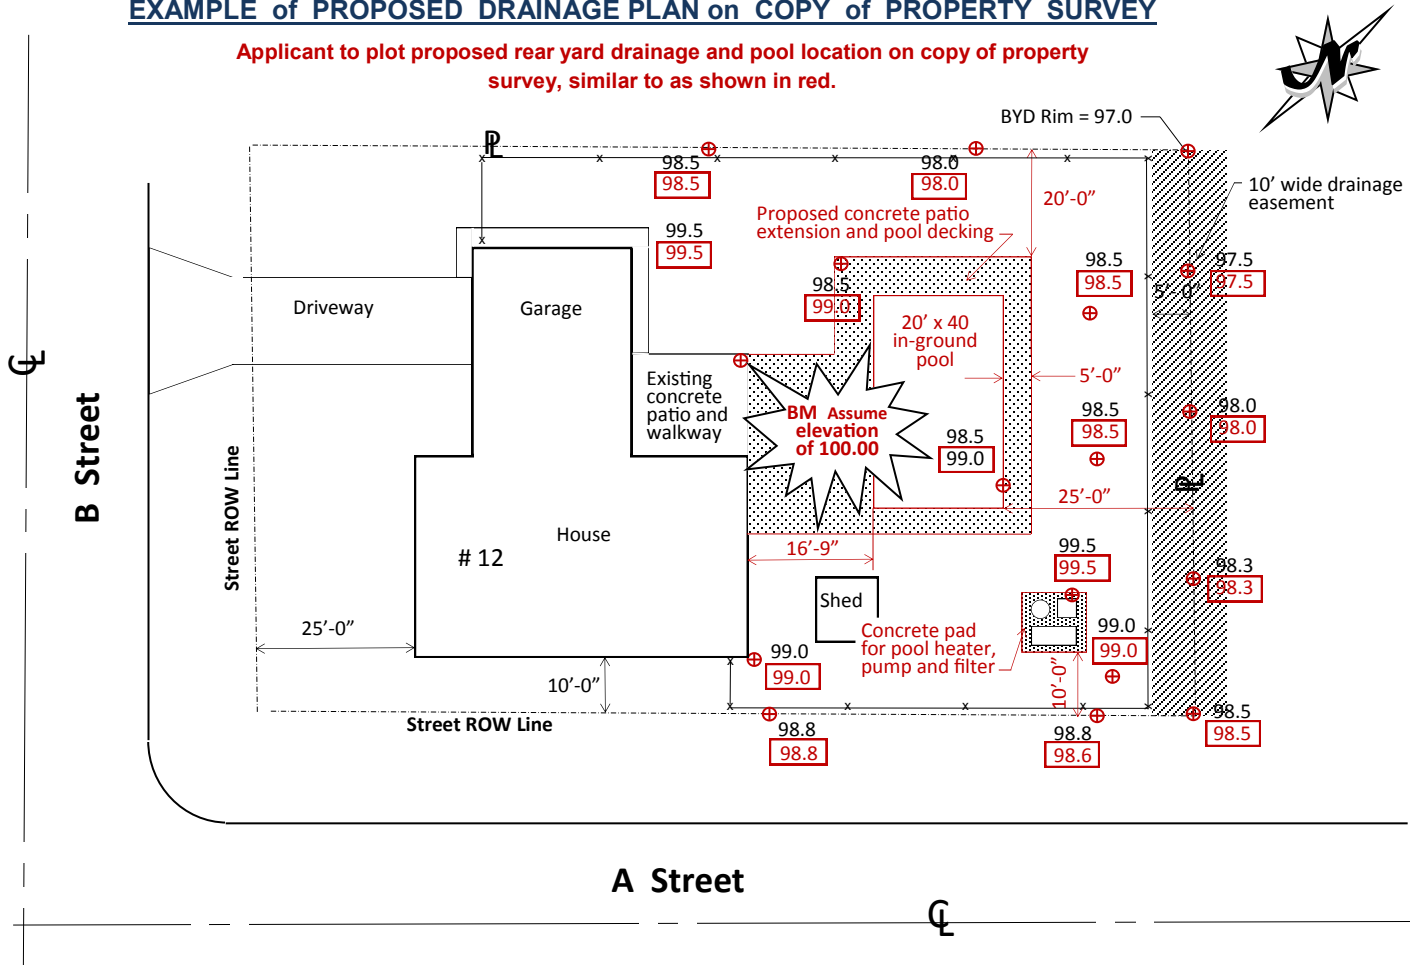 EXAMPLE of PROPOSED DRAINAGE PLAN on COPY of PROPERTY SURVEY
Applicant to plot proposed rear yard drainage and pool location on copy of property
survey, similar to as shown in red.
N
BYD Rim = 97.0
PL
98.5
98.5
98.0
98.0
20’-0”
10’ wide drainage
easement
Proposed concrete patio
extension and pool decking
99.5
99.5
98.5
98.5
97.5
97.5
5’-0”
98.5
99.0
Driveway
Garage
20’ x 40
in-ground
pool
CL
5’-0”
Existing
concrete
patio and
walkway
BM Assume
elevation
of 100.00
98.5
98.5
98.0
98.0
98.5
99.0
B Street
Street ROW Line
PL
25’-0”
House
# 12
16’-9”
99.5
99.5
98.3
98.3
Shed
Concrete pad
for pool heater,
pump and filter
99.0
99.0
25’-0”
10’-0”
99.0
99.0
10’-0”
Street ROW Line
98.8
98.8
98.8
98.6
98.5
98.5
A Street
CL